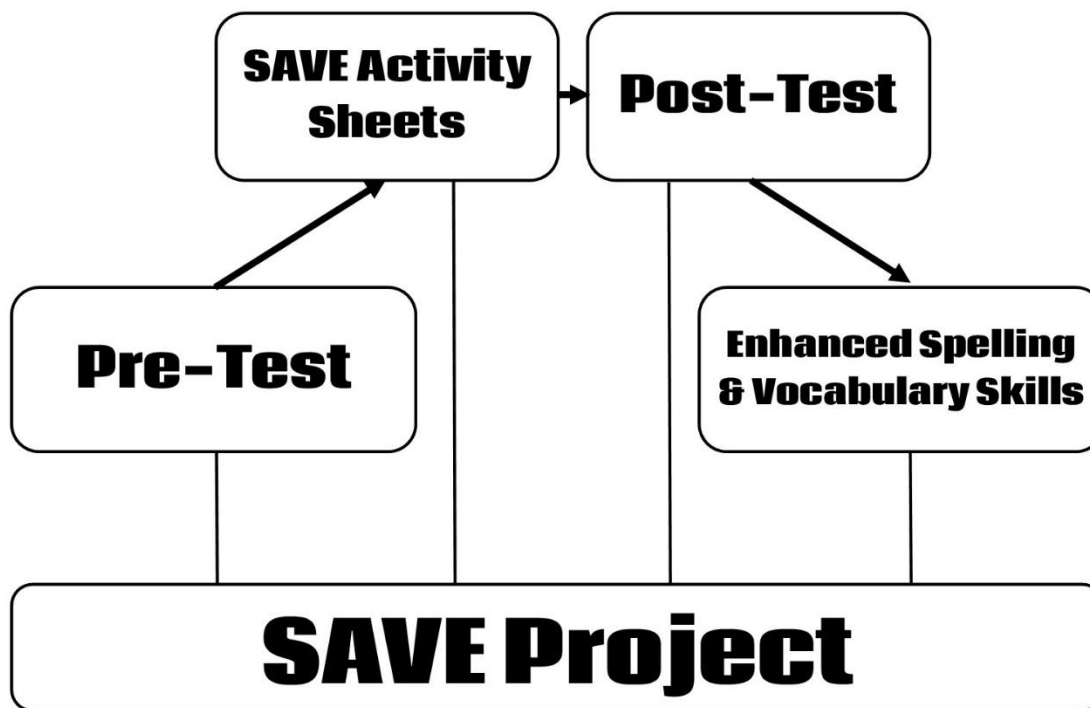 SAVE Activity
Sheets
Post-Test
Pre-Test
Enhanced Spelling
& Vocabulary Skills
SAVE Project